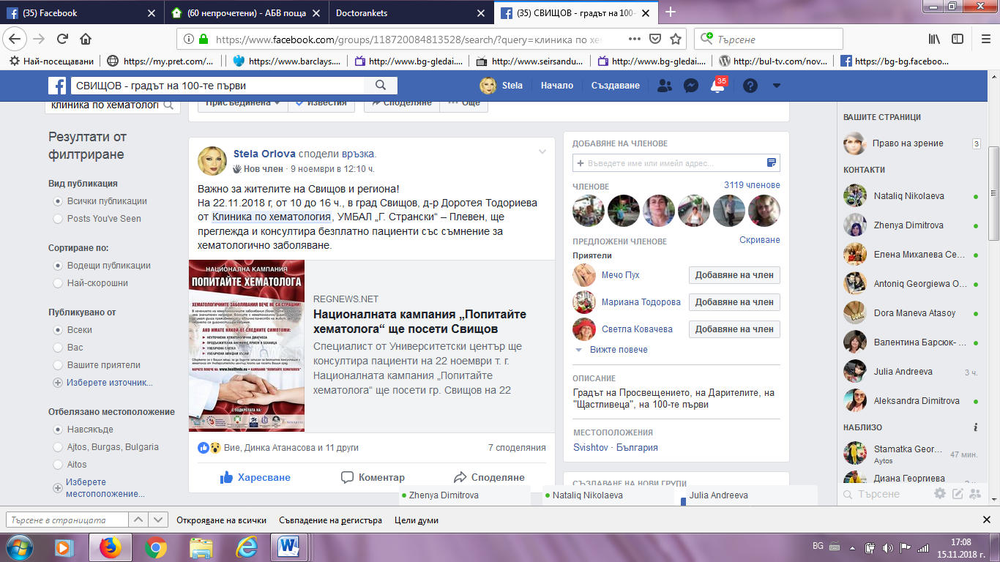 (35) Facebook
(60 непрочетени) - АБВ поща
Doctorankets
(35) СВИЩОВ - градът на 100-
https://www.facebook.com/groups/118720084813528/search/?query=клиника по хе
Търсене
Най-посещавани
https://my.pret.com/...
https://www.barclays....
http://www.bg-gledai....
http://www.seirsandu...
http://www.bg-gledai....
http://bul-tv.com/nov...
https://bg-bg.faceboo...
СВИЩОВ - градът на 100-те първи
Stela
Начало
Създаване
35
клиника по хематологи
Присъединена
Известия
Споделяне
Още
Резултати от
филтриране
Вид публикация
Всички публикации
Posts You've Seen
Сортиране по:
Водещи публикации
Най-скорошни
Публикувано от
Всеки
Вас
Вашите приятели
Изберете източник...
Отбелязано местоположение
Навсякъде
Ajtos, Burgas, Bulgaria
Aitos
Изберете
местоположение...
Stela Orlova сподели връзка.
Нов член · 9 ноември в 12:10 ч.
Важно за жителите на Свищов и региона!
На 22.11.2018 г, от 10 до 16 ч., в град Свищов, д-р Доротея Тодориева
от Клиника по хематология, УМБАЛ „Г. Странски“ – Плевен, ще
преглежда и консултира безплатно пациенти със съмнение за
хематологично заболяване.
НАЦИОНАЛНА КАМПАНИЯ
ПОПИТАЙТЕ ХЕМАТОЛОГА
ХЕМАТОЛОГИЧНИТЕ ЗАБОЛЯВАНИЯ ВЕЧЕ НЕ СА СТРАШНИ!
АКО ИМАТЕ НЯКОЙ ОТ СЛЕДНИТЕ СИМПТОМИ:
С ПОДКРЕПАТА НА:
REGNEWS.NET
Националната кампания „Попитайте
хематолога“ ще посети Свищов
Специалист от Университетски център ще
консултира пациенти на 22 ноември т. г.
Националната кампания „Попитайте
хематолога“ ще посети гр. Свищов на 22
Вие, Динка Атанасова и 11 други
7 споделяния
Харесване
Коментар
Споделяне
ДОБАВЯНЕ НА ЧЛЕНОВЕ
Въведете име или имейл адрес...
ЧЛЕНОВЕ
3119 членове
ПРЕДЛОЖЕНИ ЧЛЕНОВЕ
Скриване
Приятели
Мечо Пух
Добавяне на член
Мариана Тодорова
Добавяне на член
Светла Ковачева
Добавяне на член
Вижте повече
ОПИСАНИЕ
Градът на Просвещението, на Дарителите, на
"Щастливеца", на 100-те първи
МЕСТОПОЛОЖЕНИЯ
Svishtov · България
СЪЗДАВАНЕ НА НОВИ ГРУПИ
ВАШИТЕ СТРАНИЦИ
Право на зрение
3
КОНТАКТИ
Nataliq Nikolaeva
Zhenya Dimitrova
Елена Михалева Се...
Antoniq Georgiewa O...
Dora Maneva Atasoy
Валентина Барсюк- ...
Julia Andreeva
3 ч.
Aleksandra Dimitrova
НАБЛИЗО
Stamatka Geor...
47 мин.
Aytos
Диана Георгиева
Търсене
Zhenya Dimitrova
Nataliq Nikolaeva
Julia Andreeva
Търсене в страницата
Открояване на всички
Съвпадение на регистъра
Цели думи
BG
17:08
15.11.2018 г.